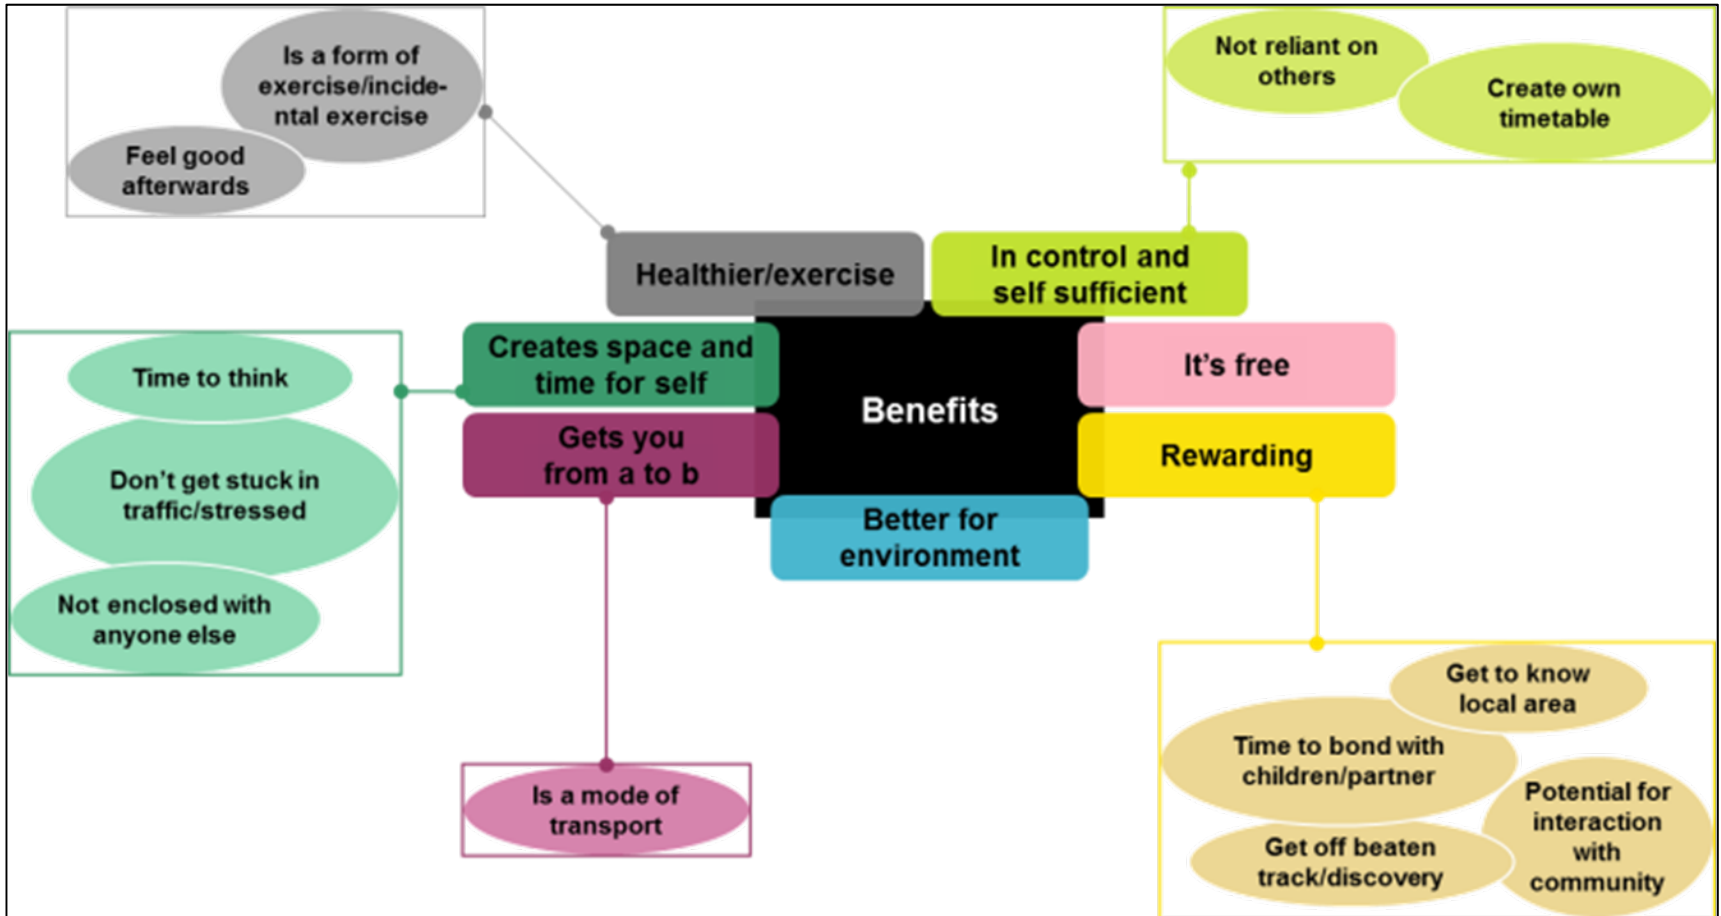 Is a form of
exercise/incide-
ntal exercise
Feel good
afterwards
Not reliant on
others
Create own
timetable
Healthier/exercise
In control and
self sufficient
Creates space and
time for self
It’s free
Benefits
Gets you
from a to b
Rewarding
Better for
environment
Time to think
Don’t get stuck in
traffic/stressed
Not enclosed with
anyone else
Is a mode of
transport
Get to know
local area
Time to bond with
children/partner
Potential for
interaction
with
community
Get off beaten
track/discovery